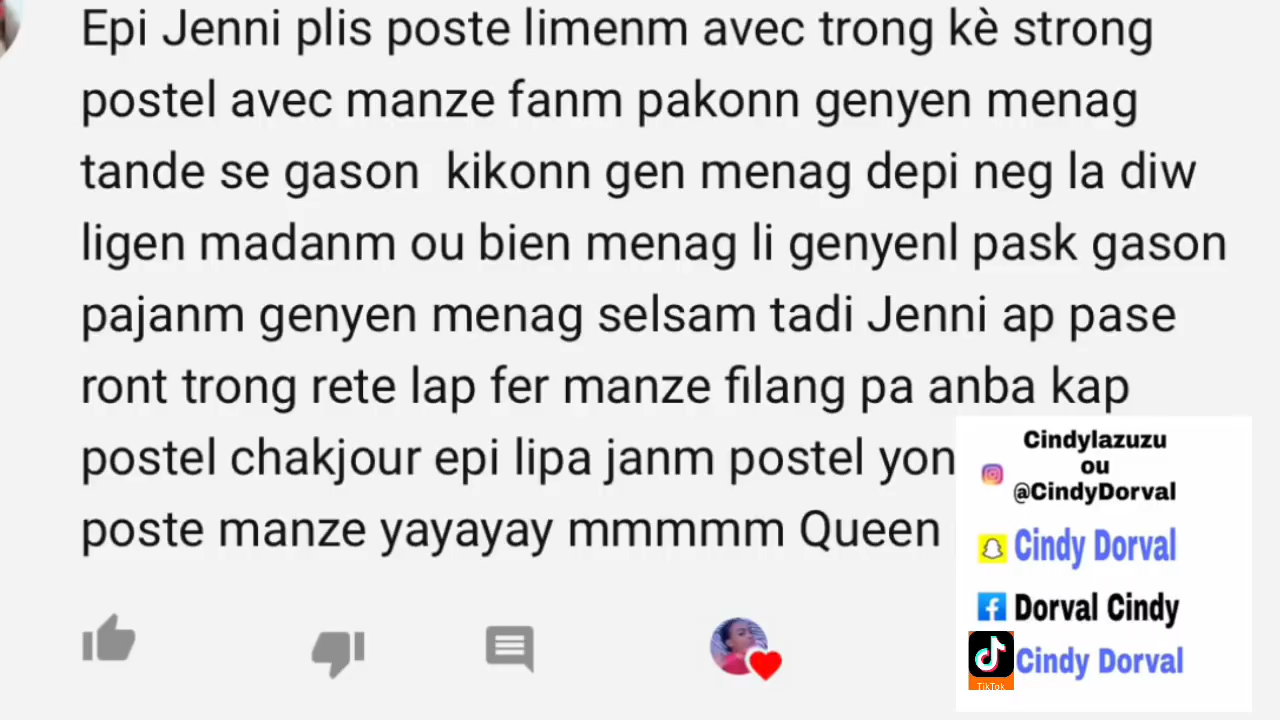 Epi Jenni plis poste limenm avec trong kè strong
postel avec manze fanm pakonn genyen menag
tande se gason kikonn gen menag depi neg la diw
ligen madanm ou bien menag li genyenl pask gason
pajanm genyen menag selsam tadi Jenni ap pase
ront trong rete lap fer manze filang pa anba kap
postel chakjour epi lipa janm postel yon
poste manze yayayay mmmmm Queen
Cindylazuzu
ou
@CindyDorval
Cindy Dorval
Dorval Cindy
Cindy Dorval
TikTok